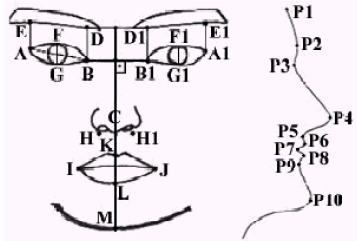 P1
E D D1 E1
F F1
P2
A A1
P3
B B1
G G1
C
P4
H H1
P5
P6
K
P7
P8
I J
P9
L
P10
M